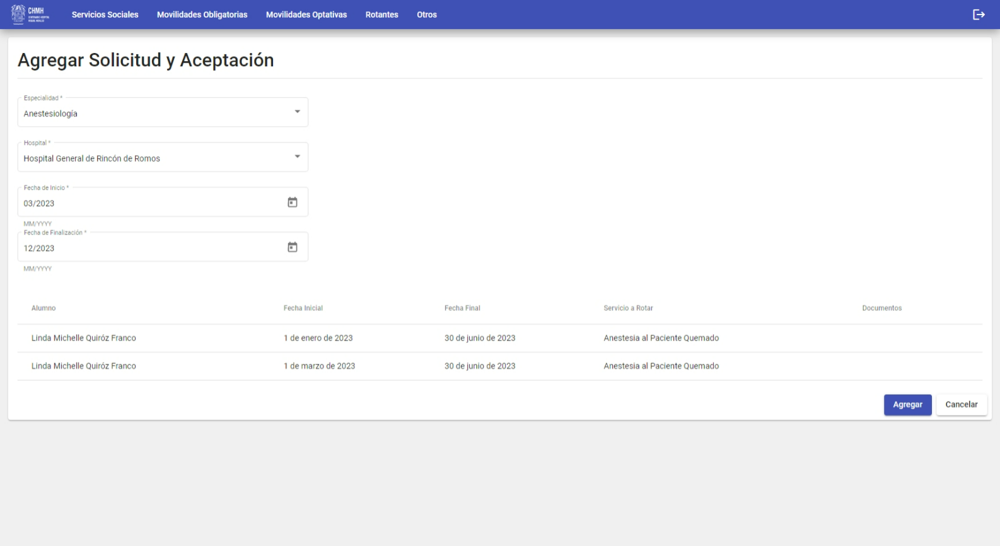 CHMH
Servicios Sociales
Movilidades Obligatorias
Movilidades Optativas
Rotantes
Otros
Agregar Solicitud y Aceptación
Especialidad *
Anestesiología
Hospital *
Hospital General de Rincón de Romos
Fecha de Inicio *
03/2023
MM/YYYY
Fecha de Finalización *
12/2023
MM/YYYY
Alumno Fecha Inicial Fecha Final Servicio a Rotar Documentos
Linda Michelle Quiróz Franco 1 de enero de 2023 30 de junio de 2023 Anestesia al Paciente Quemado
Linda Michelle Quiróz Franco 1 de marzo de 2023 30 de junio de 2023 Anestesia al Paciente Quemado
Agregar Cancelar